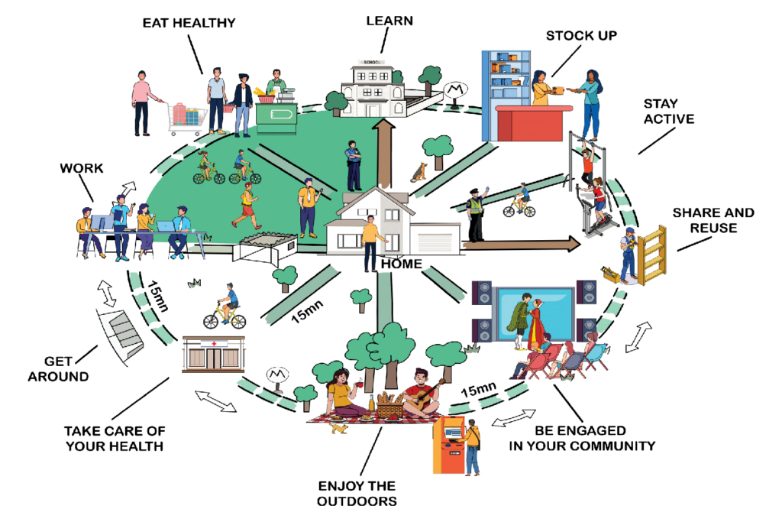 EAT HEALTHY
LEARN
STOCK UP
STAY
ACTIVE
SCHOOL
M
WORK
SHARE AND
REUSE
HOME
15mn
15mn
GET
AROUND
M
15mn
TAKE CARE OF
YOUR HEALTH
BE ENGAGED
IN YOUR COMMUNITY
ENJOY THE
OUTDOORS